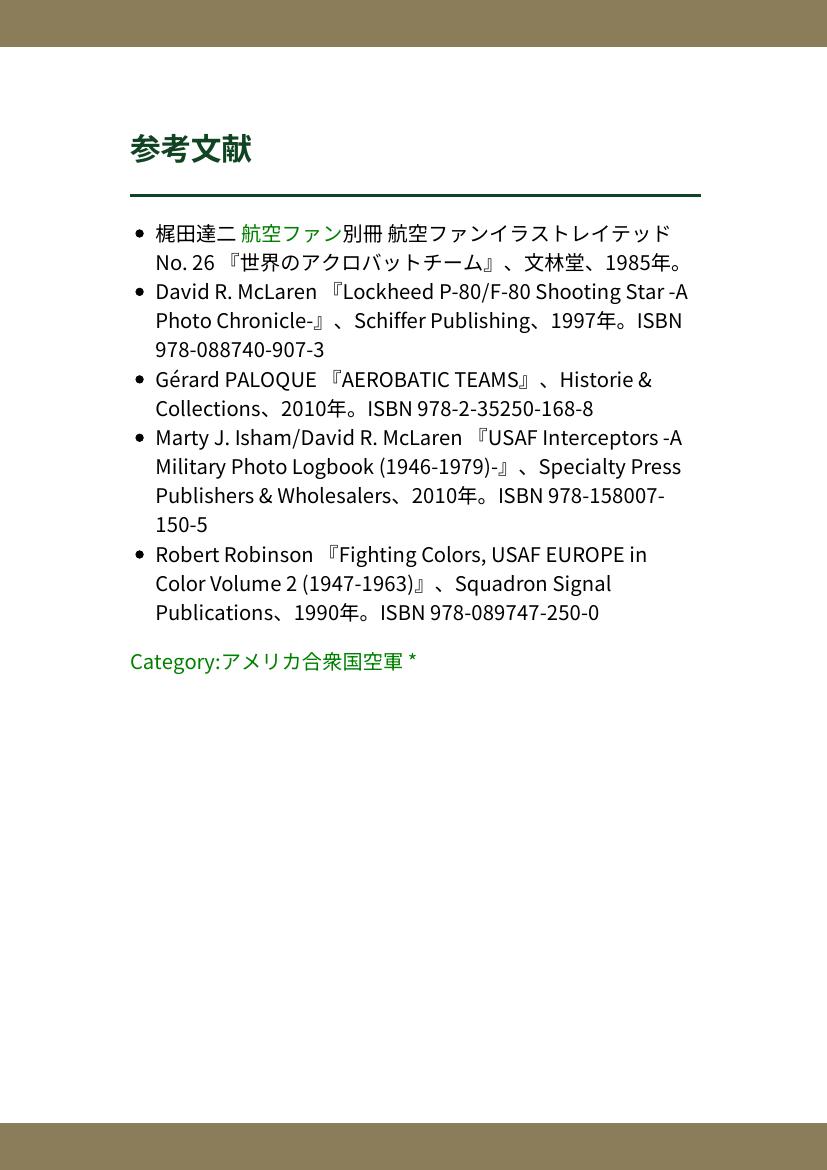 参考文献
• 梶田達二 航空ファン別冊 航空ファンイラストレイテッド
No. 26 『世界のアクロバットチーム』、文林堂、1985年。
• David R. McLaren 『Lockheed P-80/F-80 Shooting Star -A
Photo Chronicle-』、Schiffer Publishing、1997年。ISBN
978-088740-907-3
• Gérard PALOQUE 『AEROBATIC TEAMS』、Historie &
Collections、2010年。ISBN 978-2-35250-168-8
• Marty J. Isham/David R. McLaren 『USAF Interceptors -A
Military Photo Logbook (1946-1979)-』、Specialty Press
Publishers & Wholesalers、2010年。ISBN 978-158007-
150-5
• Robert Robinson 『Fighting Colors, USAF EUROPE in
Color Volume 2 (1947-1963)』、Squadron Signal
Publications、1990年。ISBN 978-089747-250-0
Category:アメリカ合衆国空軍 *